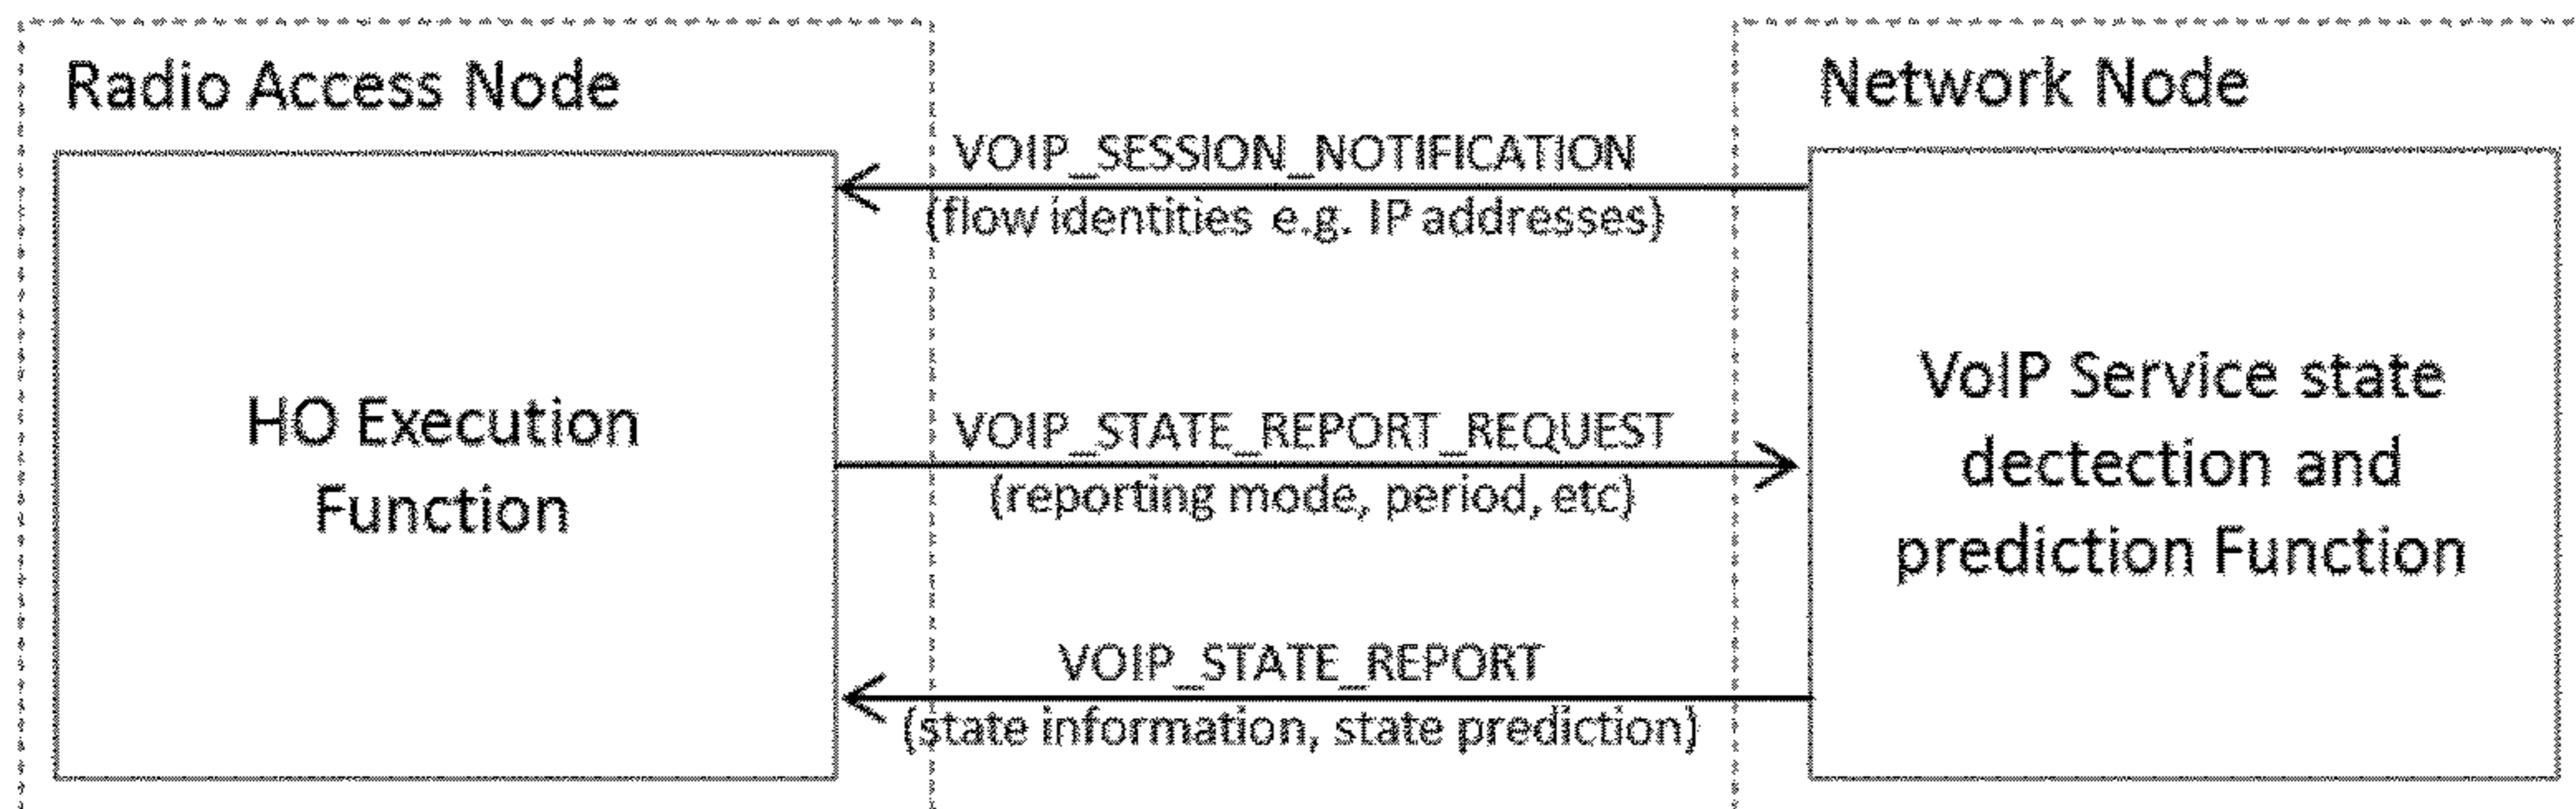 Radio Access Node
Network Node
VOIP_SESSION_NOTIFICATION
(flow identities e.g. IP addresses)
HO Execution
Function
VOIP_STATE_REPORT_REQUEST
(reporting mode, period, etc)
VoIP Service state
dectection and
prediction Function
VOIP_STATE_REPORT
(state information, state prediction)